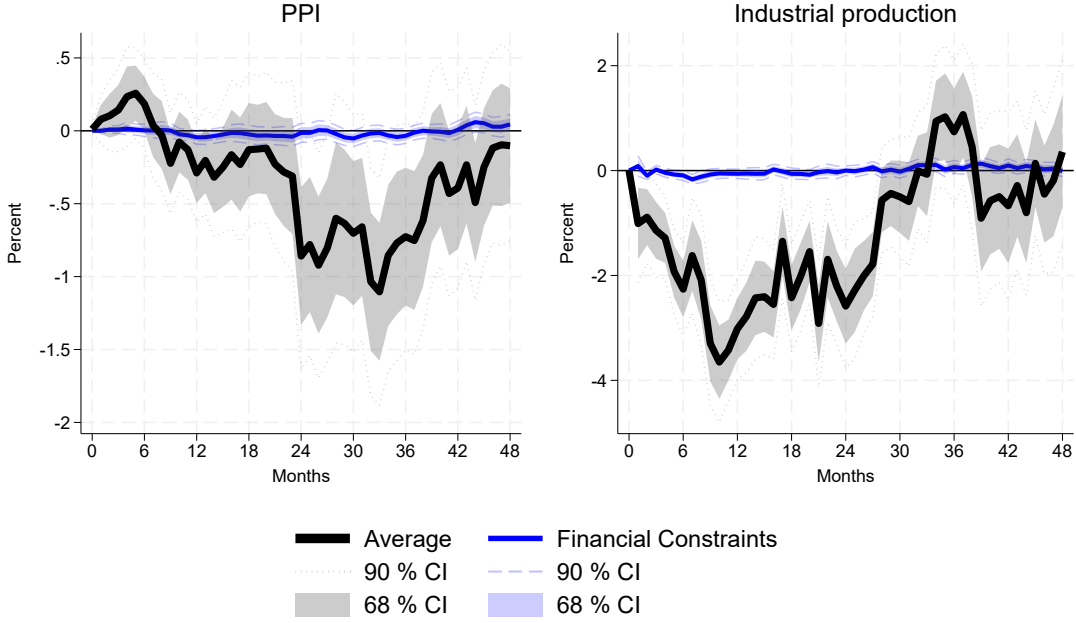 PPI
Percent
.5
0
-.5
-1
-1.5
-2
0 6 12 18 24 30 36 42 48
Months
Industrial production
Percent
2
0
-2
-4
0 6 12 18 24 30 36 42 48
Months
Average Financial Constraints
90 % CI 90 % CI
68 % CI 68 % CI